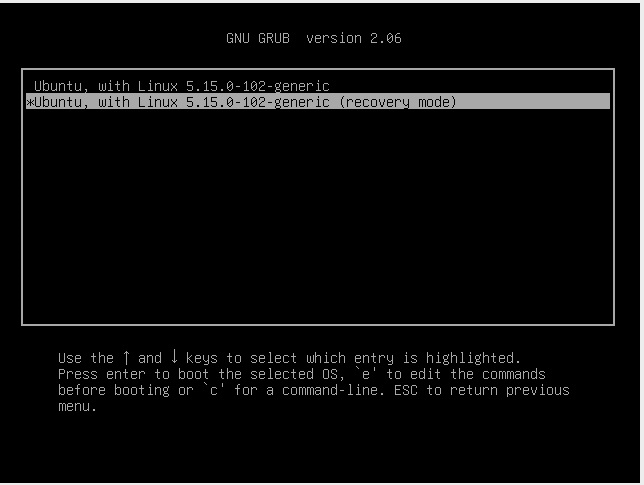 GNU GRUB  version 2.06
 Ubuntu, with Linux 5.15.0-102-generic
*Ubuntu, with Linux 5.15.0-102-generic (recovery mode)
Use the ↑ and ↓ keys to select which entry is highlighted.
Press enter to boot the selected OS, `e' to edit the commands
before booting or `c' for a command-line. ESC to return previous
menu.